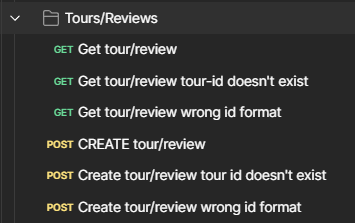 Tours/Reviews
GET Get tour/review
GET Get tour/review tour-id doesn't exist
GET Get tour/review wrong id format
POST CREATE tour/review
POST Create tour/review tour id doesn't exist
POST Create tour/review wrong id format